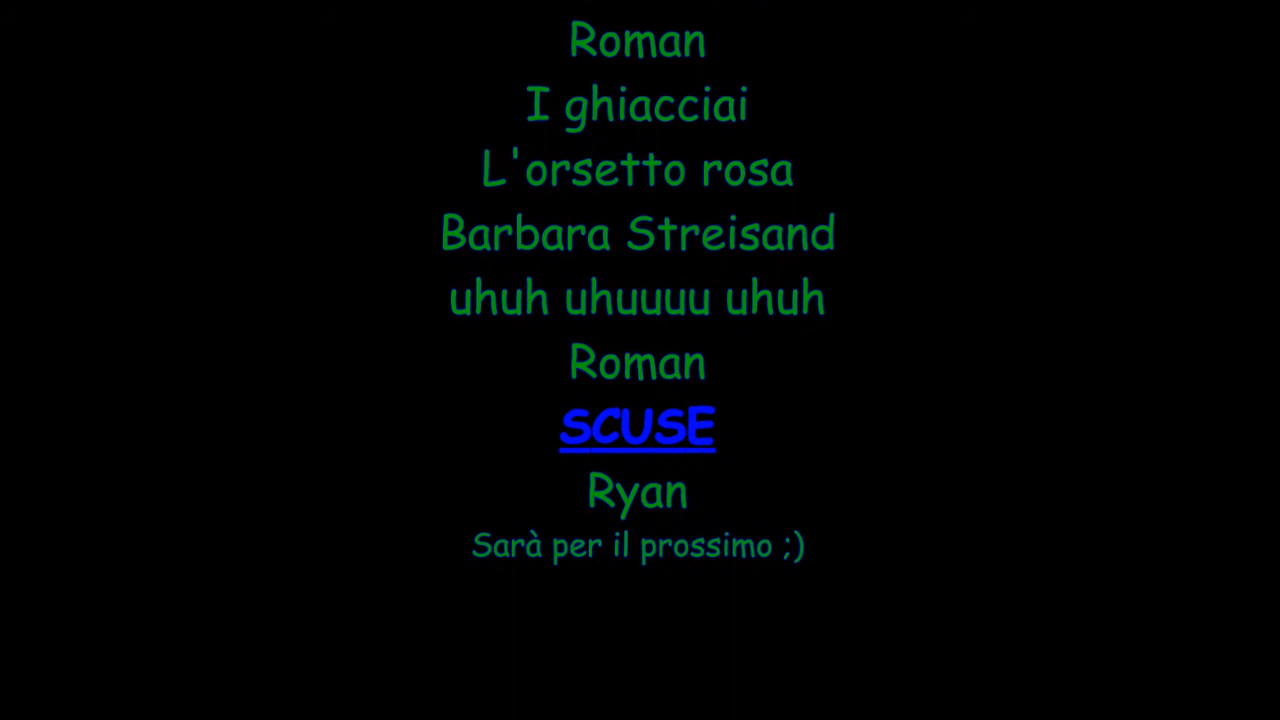 Roman
I ghiacciai
L'orsetto rosa
Barbara Streisand
uhuh uhuuuu uhuh
Roman
SCUSE
Ryan
Sarà per il prossimo ;)